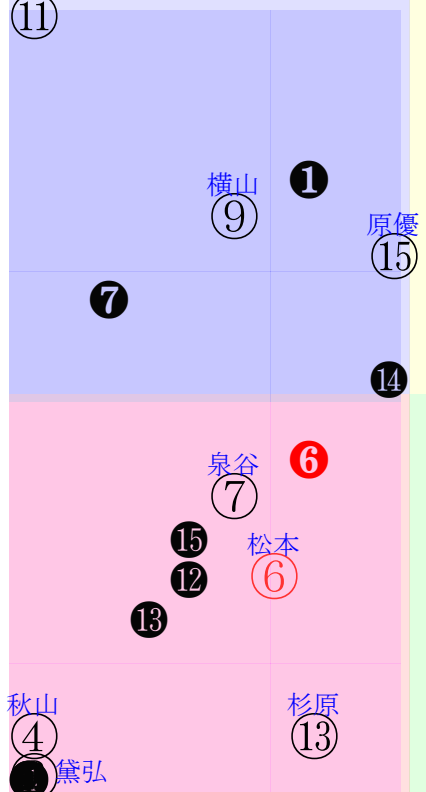 ⑪
横山
❶
⑨
原優
⑮
❼
⓮
泉谷
❻
⑦
⓯
松本
⓬
⑥
⓭
秋山
杉原
④
⑬
黛弘